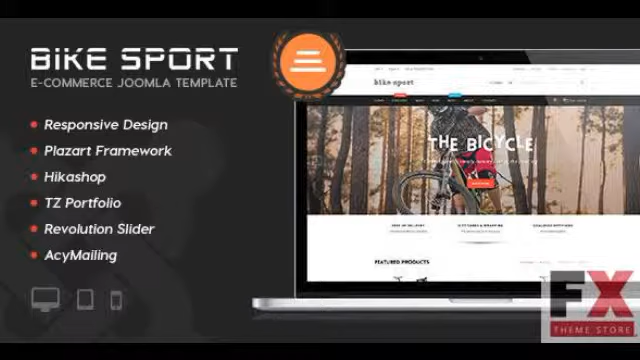 BIKE SPORT
E-COMMERCE JOOMLA TEMPLATE
Responsive Design
Plazart Framework
Hikashop
TZ Portfolio
Revolution Slider
AcyMailing
bike sport
THE BICYCLE
FEATURED PRODUCTS
FX
THEME STORE